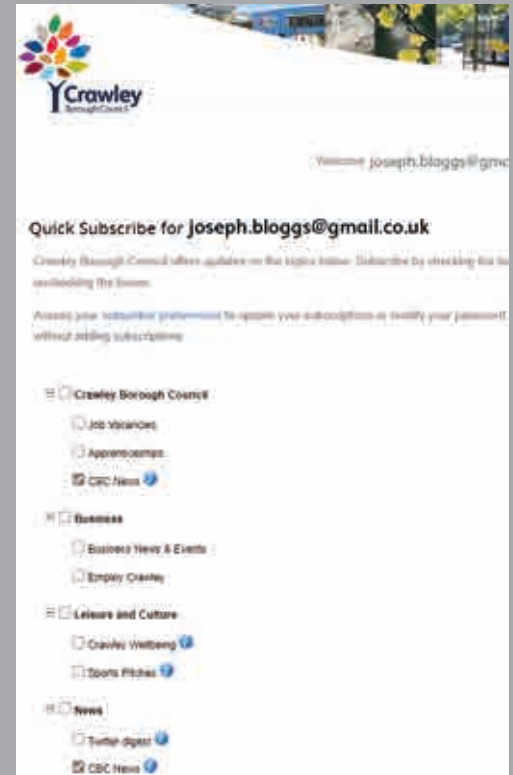 Crawley
Borough Council
Welcome joseph.bloggs@gm
Quick Subscribe for joseph.bloggs@gmail.co.uk
Crawley Borough Council offers updates on the topics below. Subscribe by checking the
unchecking the boxes.
Access your subscriber preferences to update your subscriptions or modify your password
without adding subscriptions.
Crawley Borough Council
Job Vacancies
Apprenticeships
CBC News
Business
Business News & Events
Employ Crawley
Leisure and Culture
Crawley Wellbeing
Sports Pitches
News
Twitter digest
CBC News